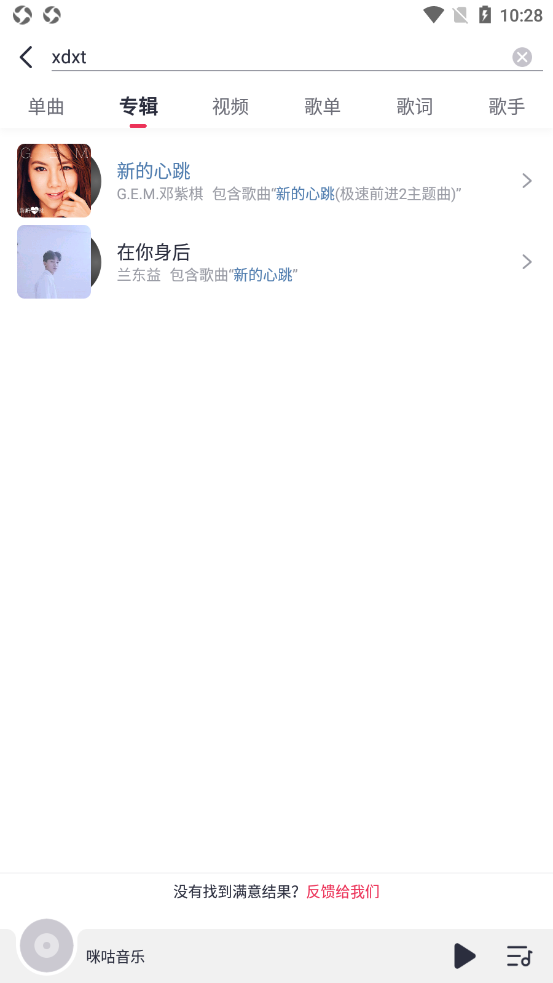 10:28
xdxt
单曲 专辑 视频 歌单 歌词 歌手
G.E.M.
新的心跳
G.E.M.邓紫棋 包含歌曲“新的心跳(极速前进2主题曲)”
在你身后
兰东益 包含歌曲“新的心跳”
没有找到满意结果？反馈给我们
咪咕音乐